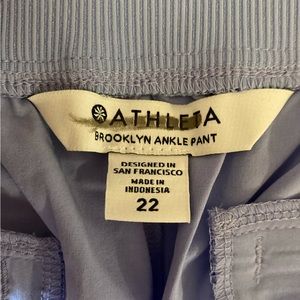 ATHLETA
BROOKLYN ANKLE PANT
DESIGNED IN
SAN FRANCISCO
MADE IN
INDONESIA
22